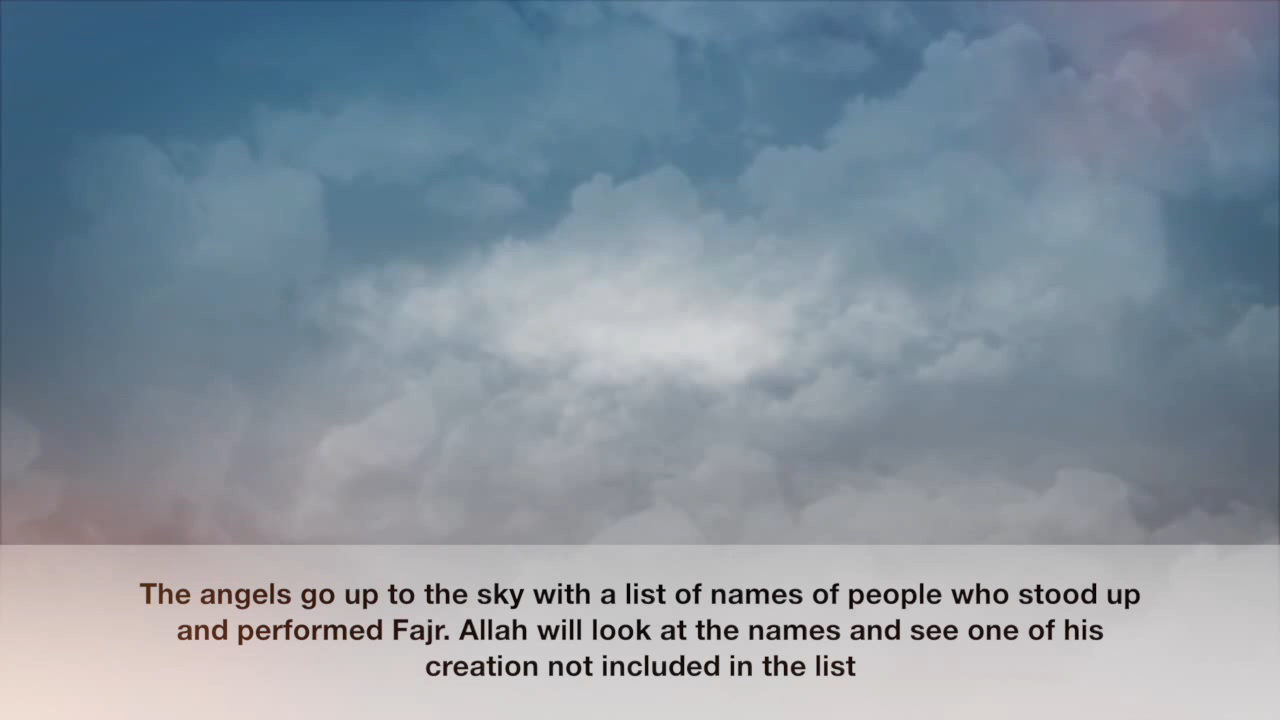 The angels go up to the sky with a list of names of people who stood up
and performed Fajr. Allah will look at the names and see one of his
creation not included in the list